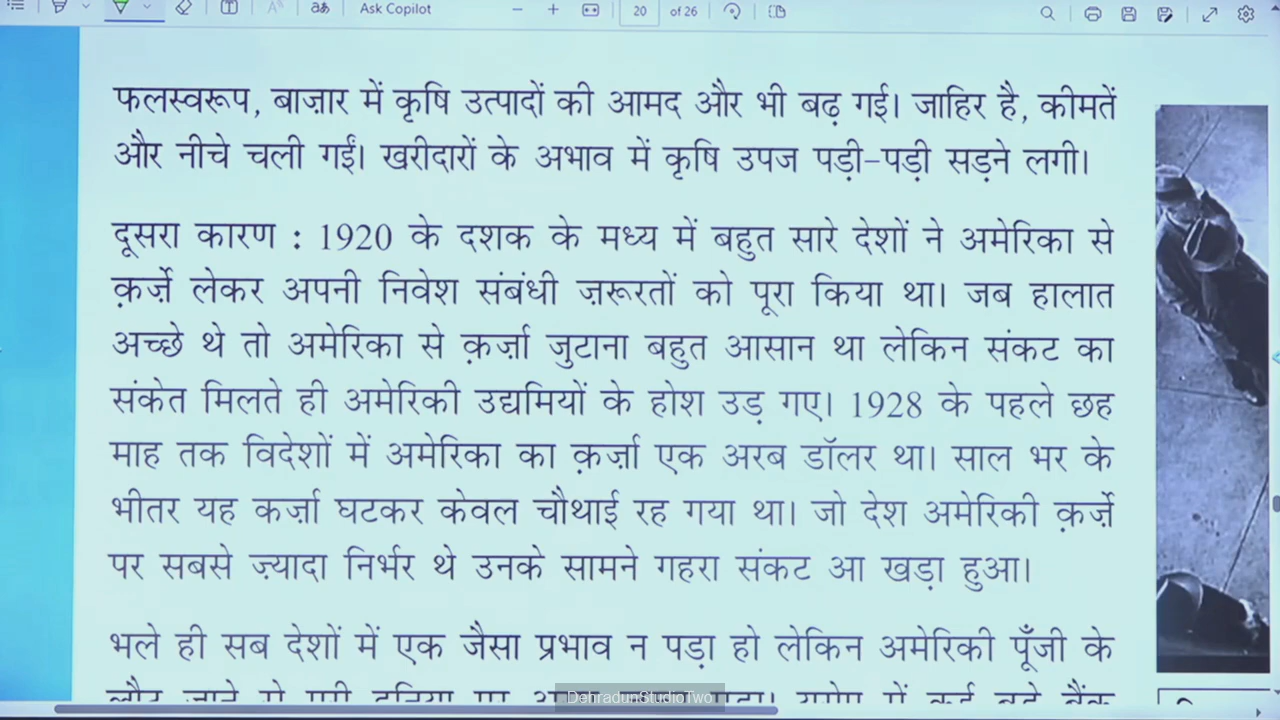 Ask Copilot
20 of 26
फलस्वरूप, बाज़ार में कृषि उत्पादों की आमद और भी बढ़ गई। जाहिर है, कीमतें
और नीचे चली गईं। खरीदारों के अभाव में कृषि उपज पड़ी-पड़ी सड़ने लगी।
दूसरा कारण : 1920 के दशक के मध्य में बहुत सारे देशों ने अमेरिका से
क़र्ज़े लेकर अपनी निवेश संबंधी ज़रूरतों को पूरा किया था। जब हालात
अच्छे थे तो अमेरिका से क़र्ज़ा जुटाना बहुत आसान था लेकिन संकट का
संकेत मिलते ही अमेरिकी उद्यमियों के होश उड़ गए। 1928 के पहले छह
माह तक विदेशों में अमेरिका का क़र्ज़ा एक अरब डॉलर था। साल भर के
भीतर यह कर्ज़ा घटकर केवल चौथाई रह गया था। जो देश अमेरिकी क़र्ज़े
पर सबसे ज़्यादा निर्भर थे उनके सामने गहरा संकट आ खड़ा हुआ।
भले ही सब देशों में एक जैसा प्रभाव न पड़ा हो लेकिन अमेरिकी पूँजी के
DehradunStudioTwo